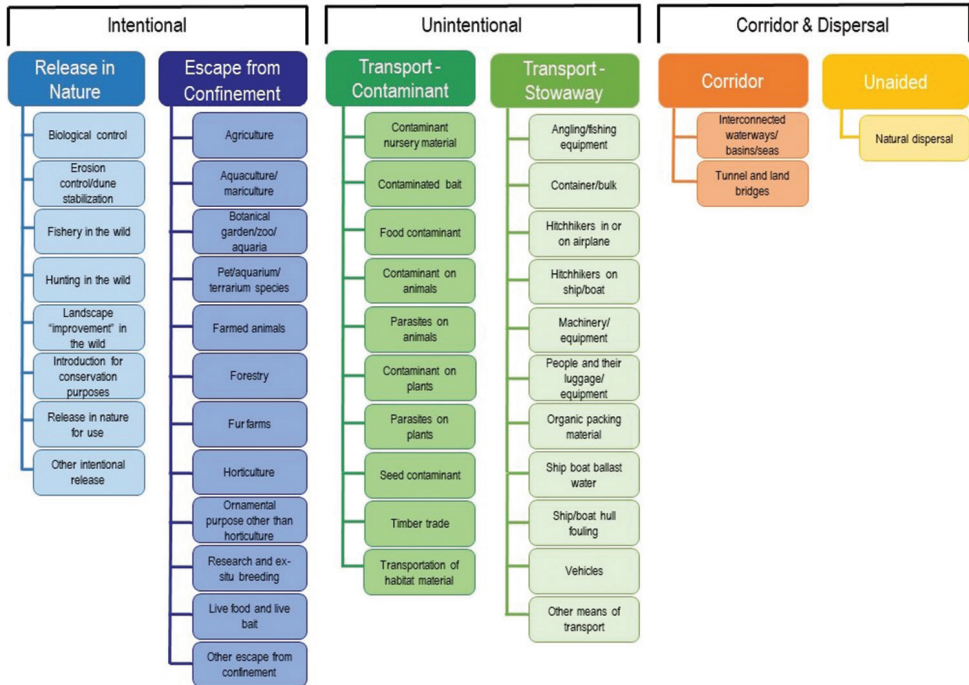 Intentional
Unintentional
Corridor & Dispersal
Release in
Nature
Biological control
Erosion
control/dune
stabilization
Fishery in the wild
Hunting in the wild
Landscape
“improvement” in
the wild
Introduction for
conservation
purposes
Release in nature
for use
Other intentional
release
Escape from
Confinement
Agriculture
Aquaculture/
mariculture
Botanical
garden/zoo/
aquaria
Pet/aquarium/
terrarium species
Farmed animals
Forestry
Fur farms
Horticulture
Ornamental
purpose other than
horticulture
Research and ex-
situ breeding
Live food and live
bait
Other escape from
confinement
Transport -
Contaminant
Contaminant
nursery material
Contaminated bait
Food contaminant
Contaminant on
animals
Parasites on
animals
Contaminant on
plants
Parasites on
plants
Seed contaminant
Timber trade
Transportation of
habitat material
Transport -
Stowaway
Angling/fishing
equipment
Container/bulk
Hitchhikers in or
on airplane
Hitchhikers on
ship/boat
Machinery/
equipment
People and their
luggage/
equipment
Organic packing
material
Ship boat ballast
water
Ship/boat hull
fouling
Vehicles
Other means of
transport
Corridor
Interconnected
waterways/
basins/seas
Tunnel and land
bridges
Unaided
Natural dispersal